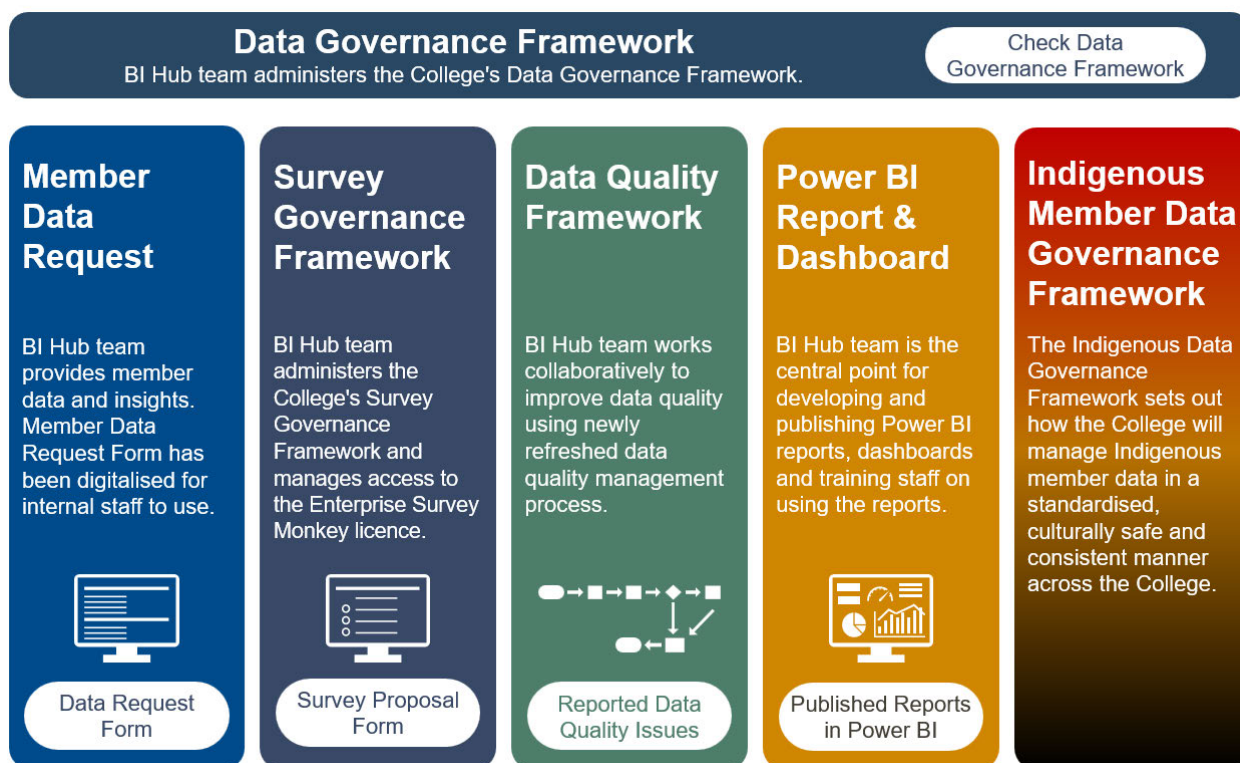 Data Governance Framework
BI Hub team administers the College's Data Governance Framework.
Check Data
Governance Framework
Member
Data
Request
BI Hub team
provides member
data and insights.
Member Data
Request Form has
been digitalised for
internal staff to use.
Data Request
Form
Survey
Governance
Framework
BI Hub team
administers the
College's Survey
Governance
Framework and
manages access to
the Enterprise Survey
Monkey licence.
Survey Proposal
Form
Data Quality
Framework
BI Hub team works
collaboratively to
improve data quality
using newly
refreshed data
quality management
process.
Reported Data
Quality Issues
Power BI
Report &
Dashboard
BI Hub team is the
central point for
developing and
publishing Power BI
reports, dashboards
and training staff on
using the reports.
Published Reports
in Power BI
Indigenous
Member Data
Governance
Framework
The Indigenous Data
Governance
Framework sets out
how the College will
manage Indigenous
member data in a
standardised,
culturally safe and
consistent manner
across the College.